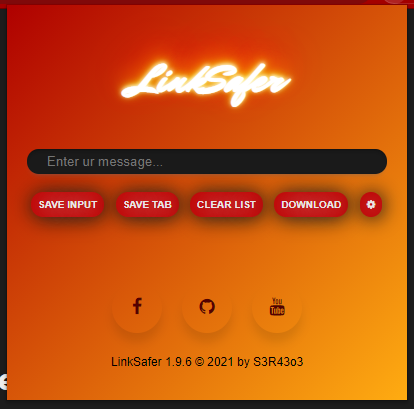 LinkSafer
Enter ur message...
SAVE INPUT SAVE TAB CLEAR LIST DOWNLOAD
You
Tube
LinkSafer 1.9.6 © 2021 by S3R43o3